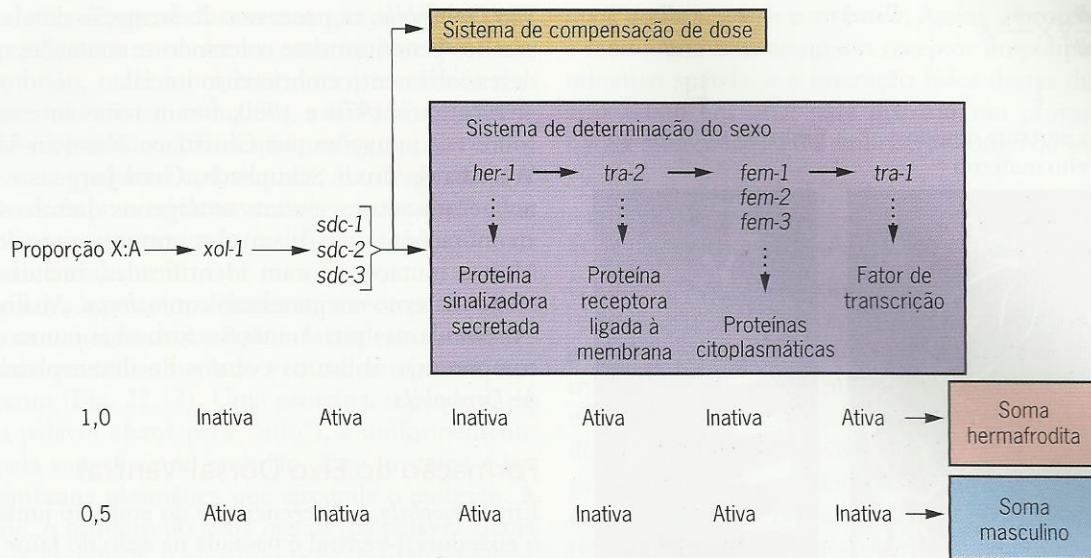 Sistema de compensação de dose
Sistema de determinação do sexo
her-1 → tra-2 → fem-1 → tra-1
fem-2
fem-3
Proporção X:A → xol-1 → sdc-1
sdc-2
sdc-3
Proteína
sinalizadora
secretada
Proteína
receptora
ligada à
membrana
Proteínas
citoplasmáticas
Fator de
transcrição
1,0 Inativa Ativa Inativa Ativa Inativa Ativa → Soma
hermafrodita
0,5 Ativa Inativa Ativa Inativa Ativa Inativa → Soma
masculino